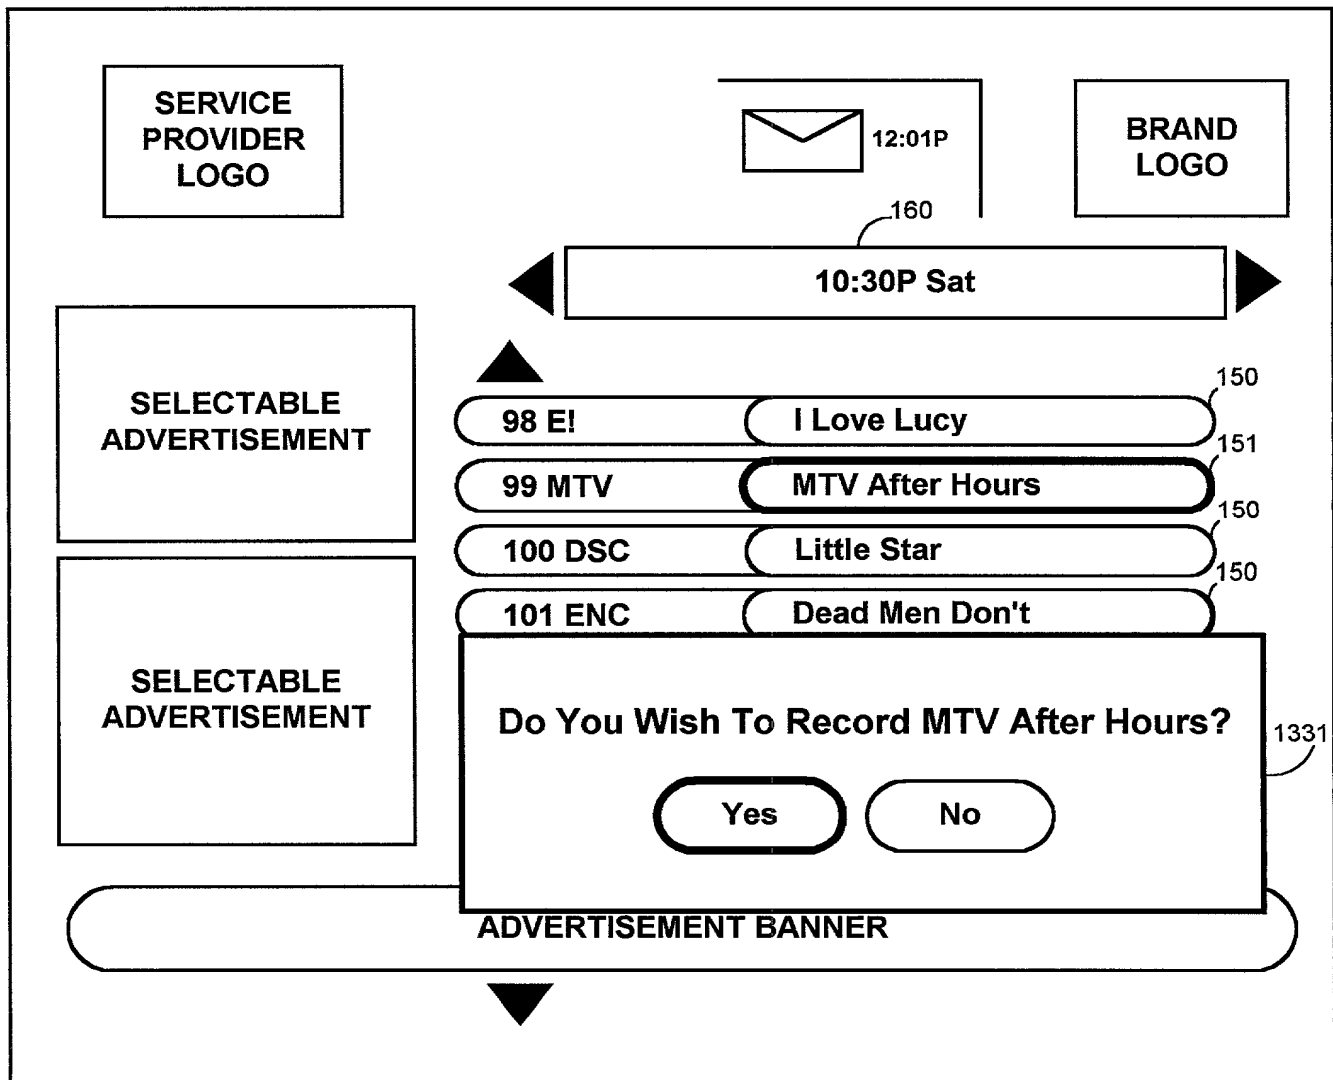 SERVICE
PROVIDER
LOGO
12:01P
BRAND
LOGO
160
10:30P Sat
SELECTABLE
ADVERTISEMENT
150
98 E! I Love Lucy
151
99 MTV MTV After Hours
150
100 DSC Little Star
150
101 ENC Dead Men Don't
SELECTABLE
ADVERTISEMENT
Do You Wish To Record MTV After Hours?
1331
Yes No
ADVERTISEMENT BANNER